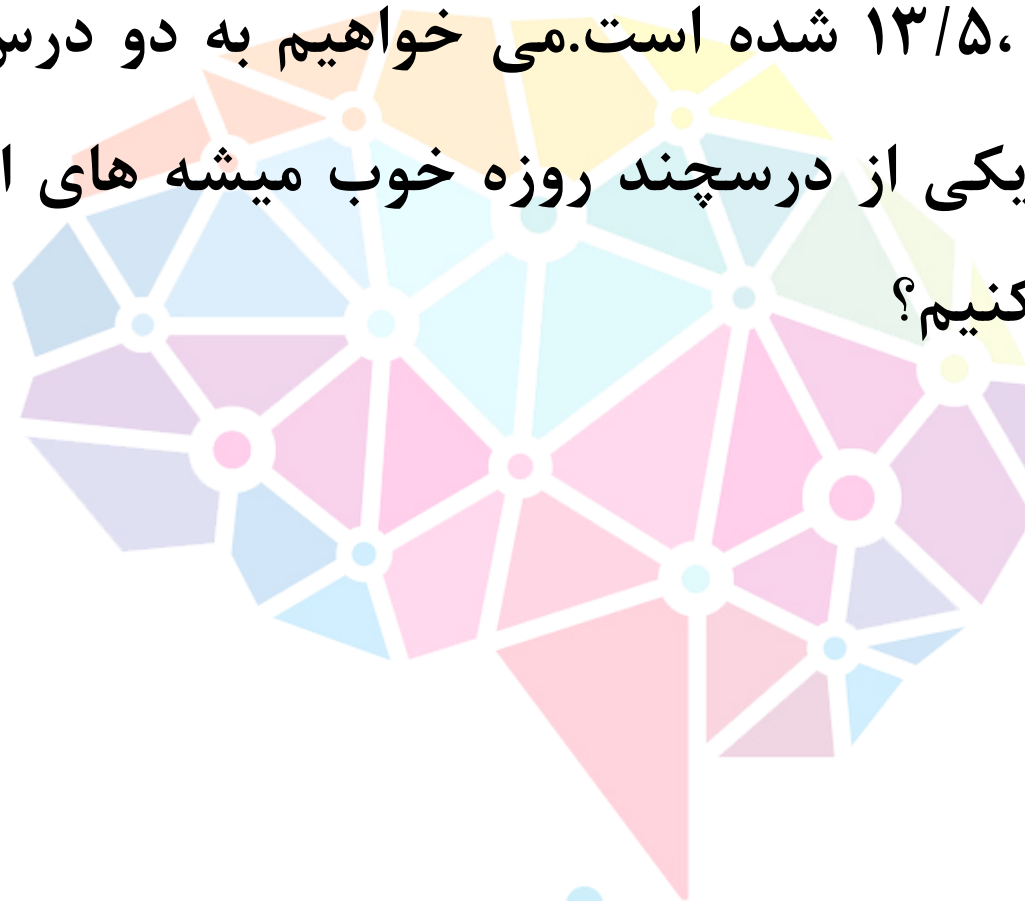 ،۱۳/۵ شده است.می خواهیم به دو درس
یکی از درسچند روزه خوب میشه های ا
کنیم؟